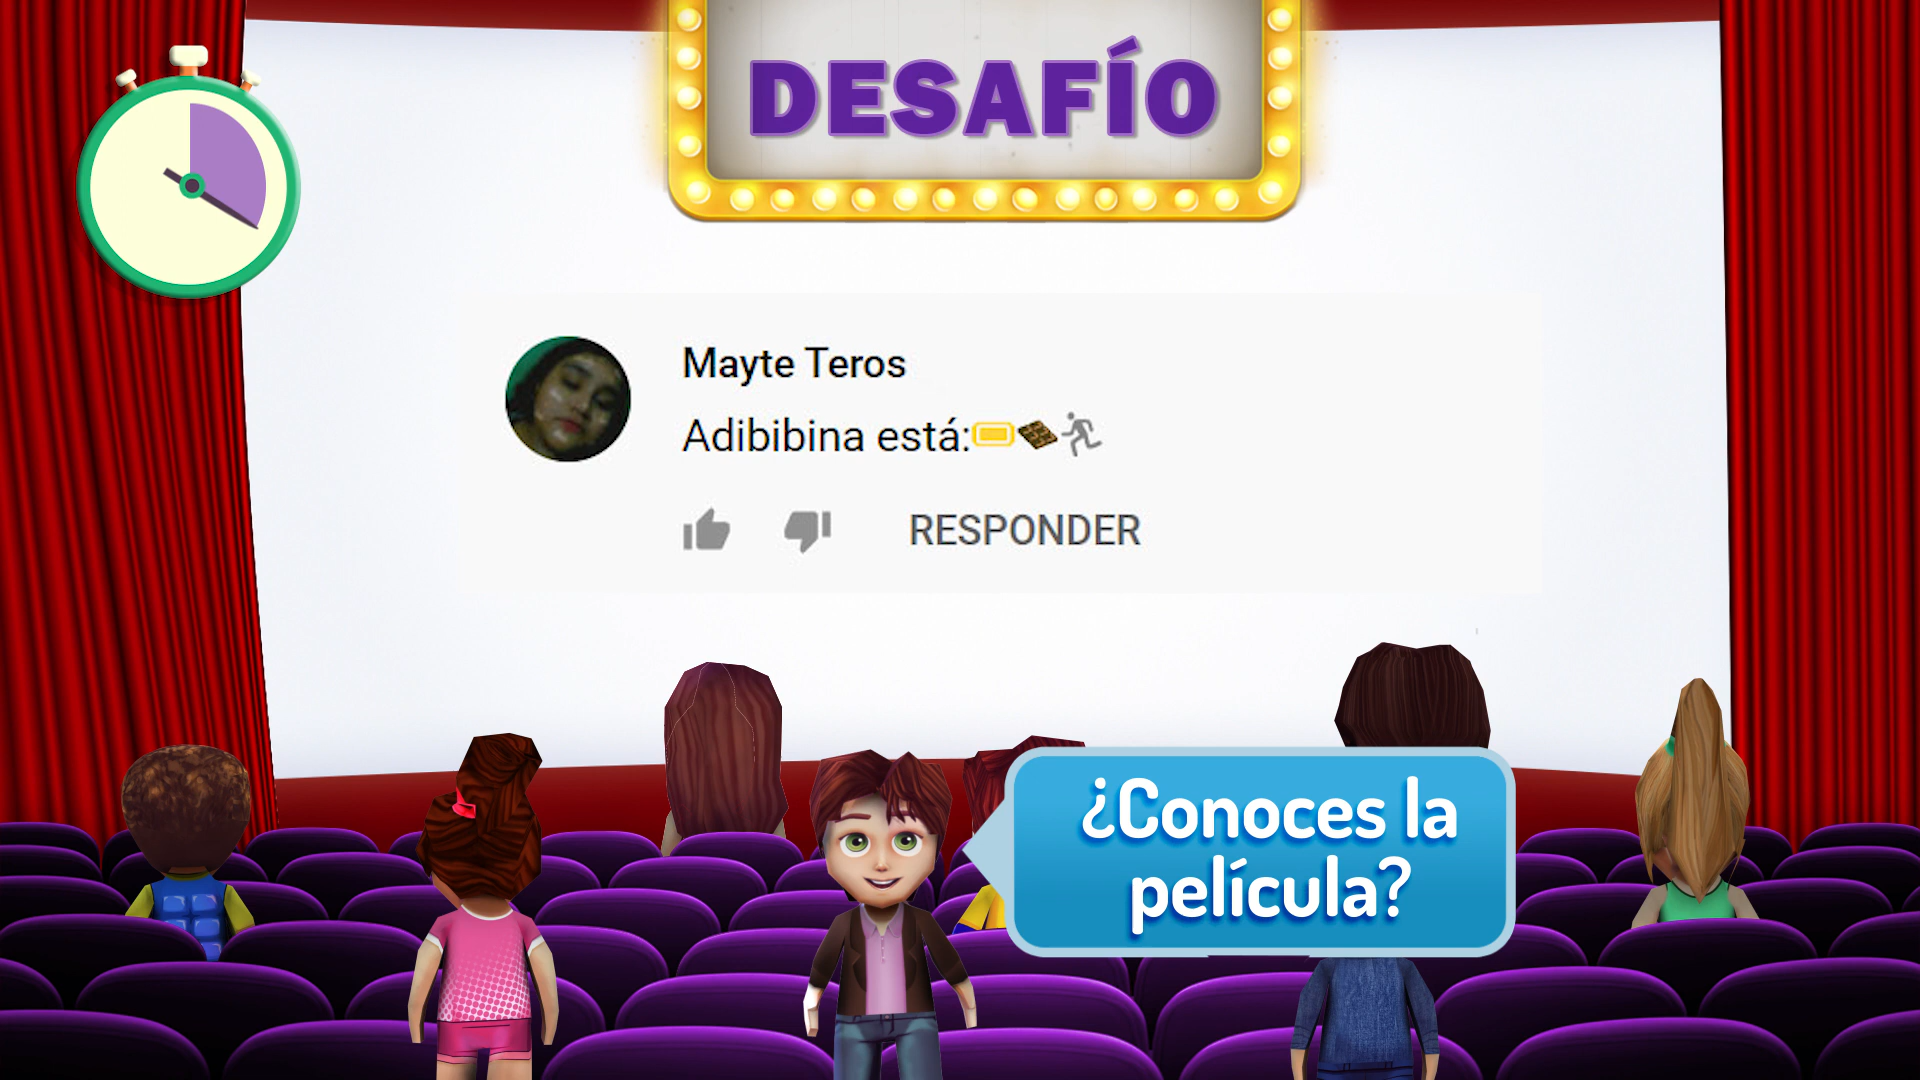 DESAFÍO
Mayte Teros
Adibibina está:
RESPONDER
¿Conoces la
película?